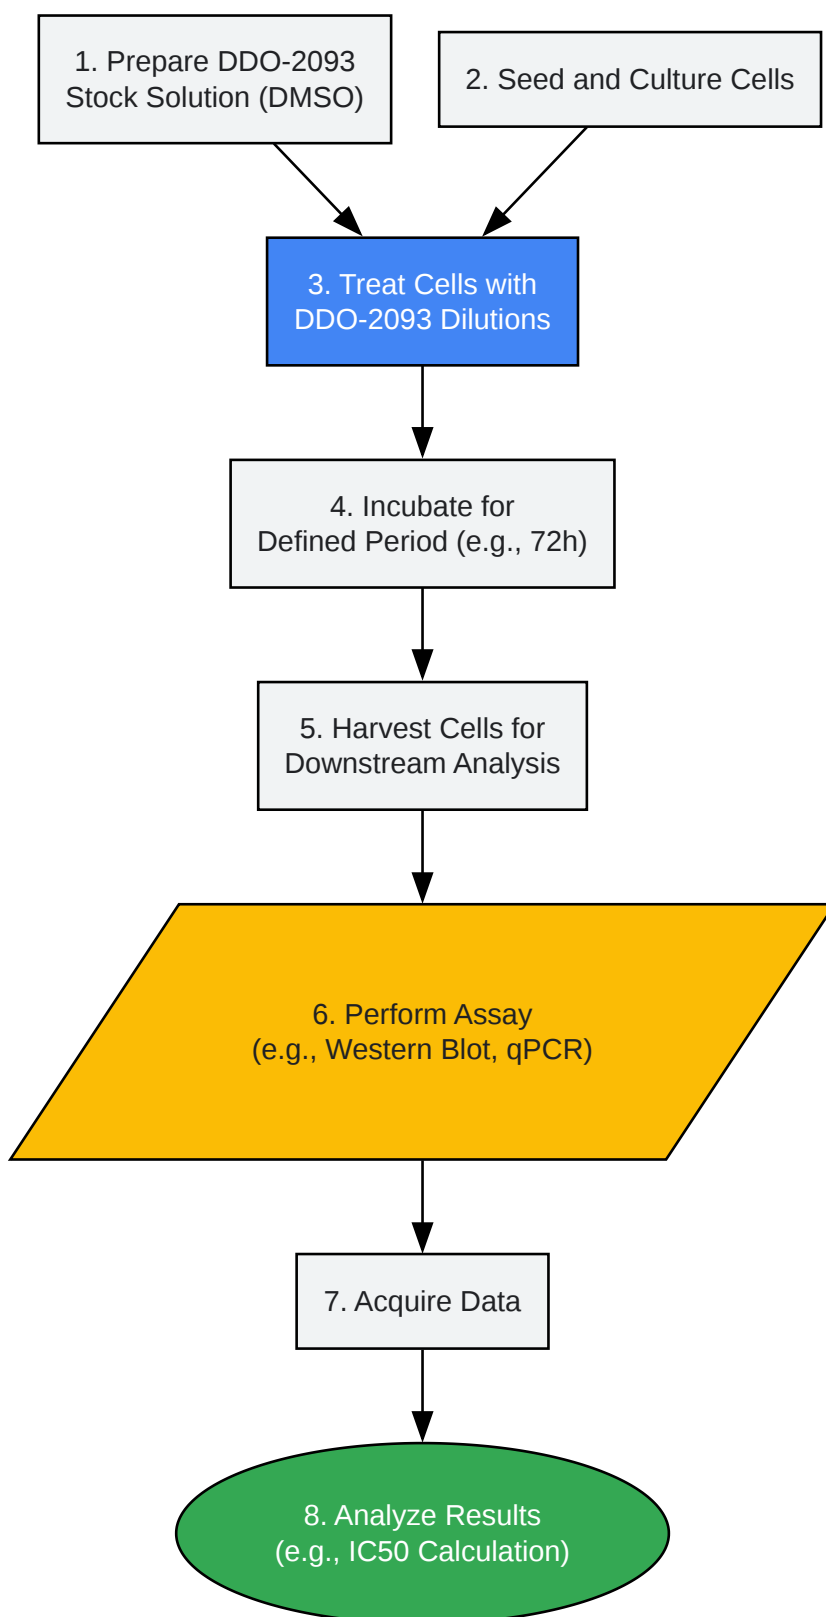 1. Prepare DDO-2093
Stock Solution (DMSO)
2. Seed and Culture Cells
3. Treat Cells with
DDO-2093 Dilutions
4. Incubate for
Defined Period (e.g., 72h)
5. Harvest Cells for
Downstream Analysis
6. Perform Assay
(e.g., Western Blot, qPCR)
7. Acquire Data
8. Analyze Results
(e.g., IC50 Calculation)